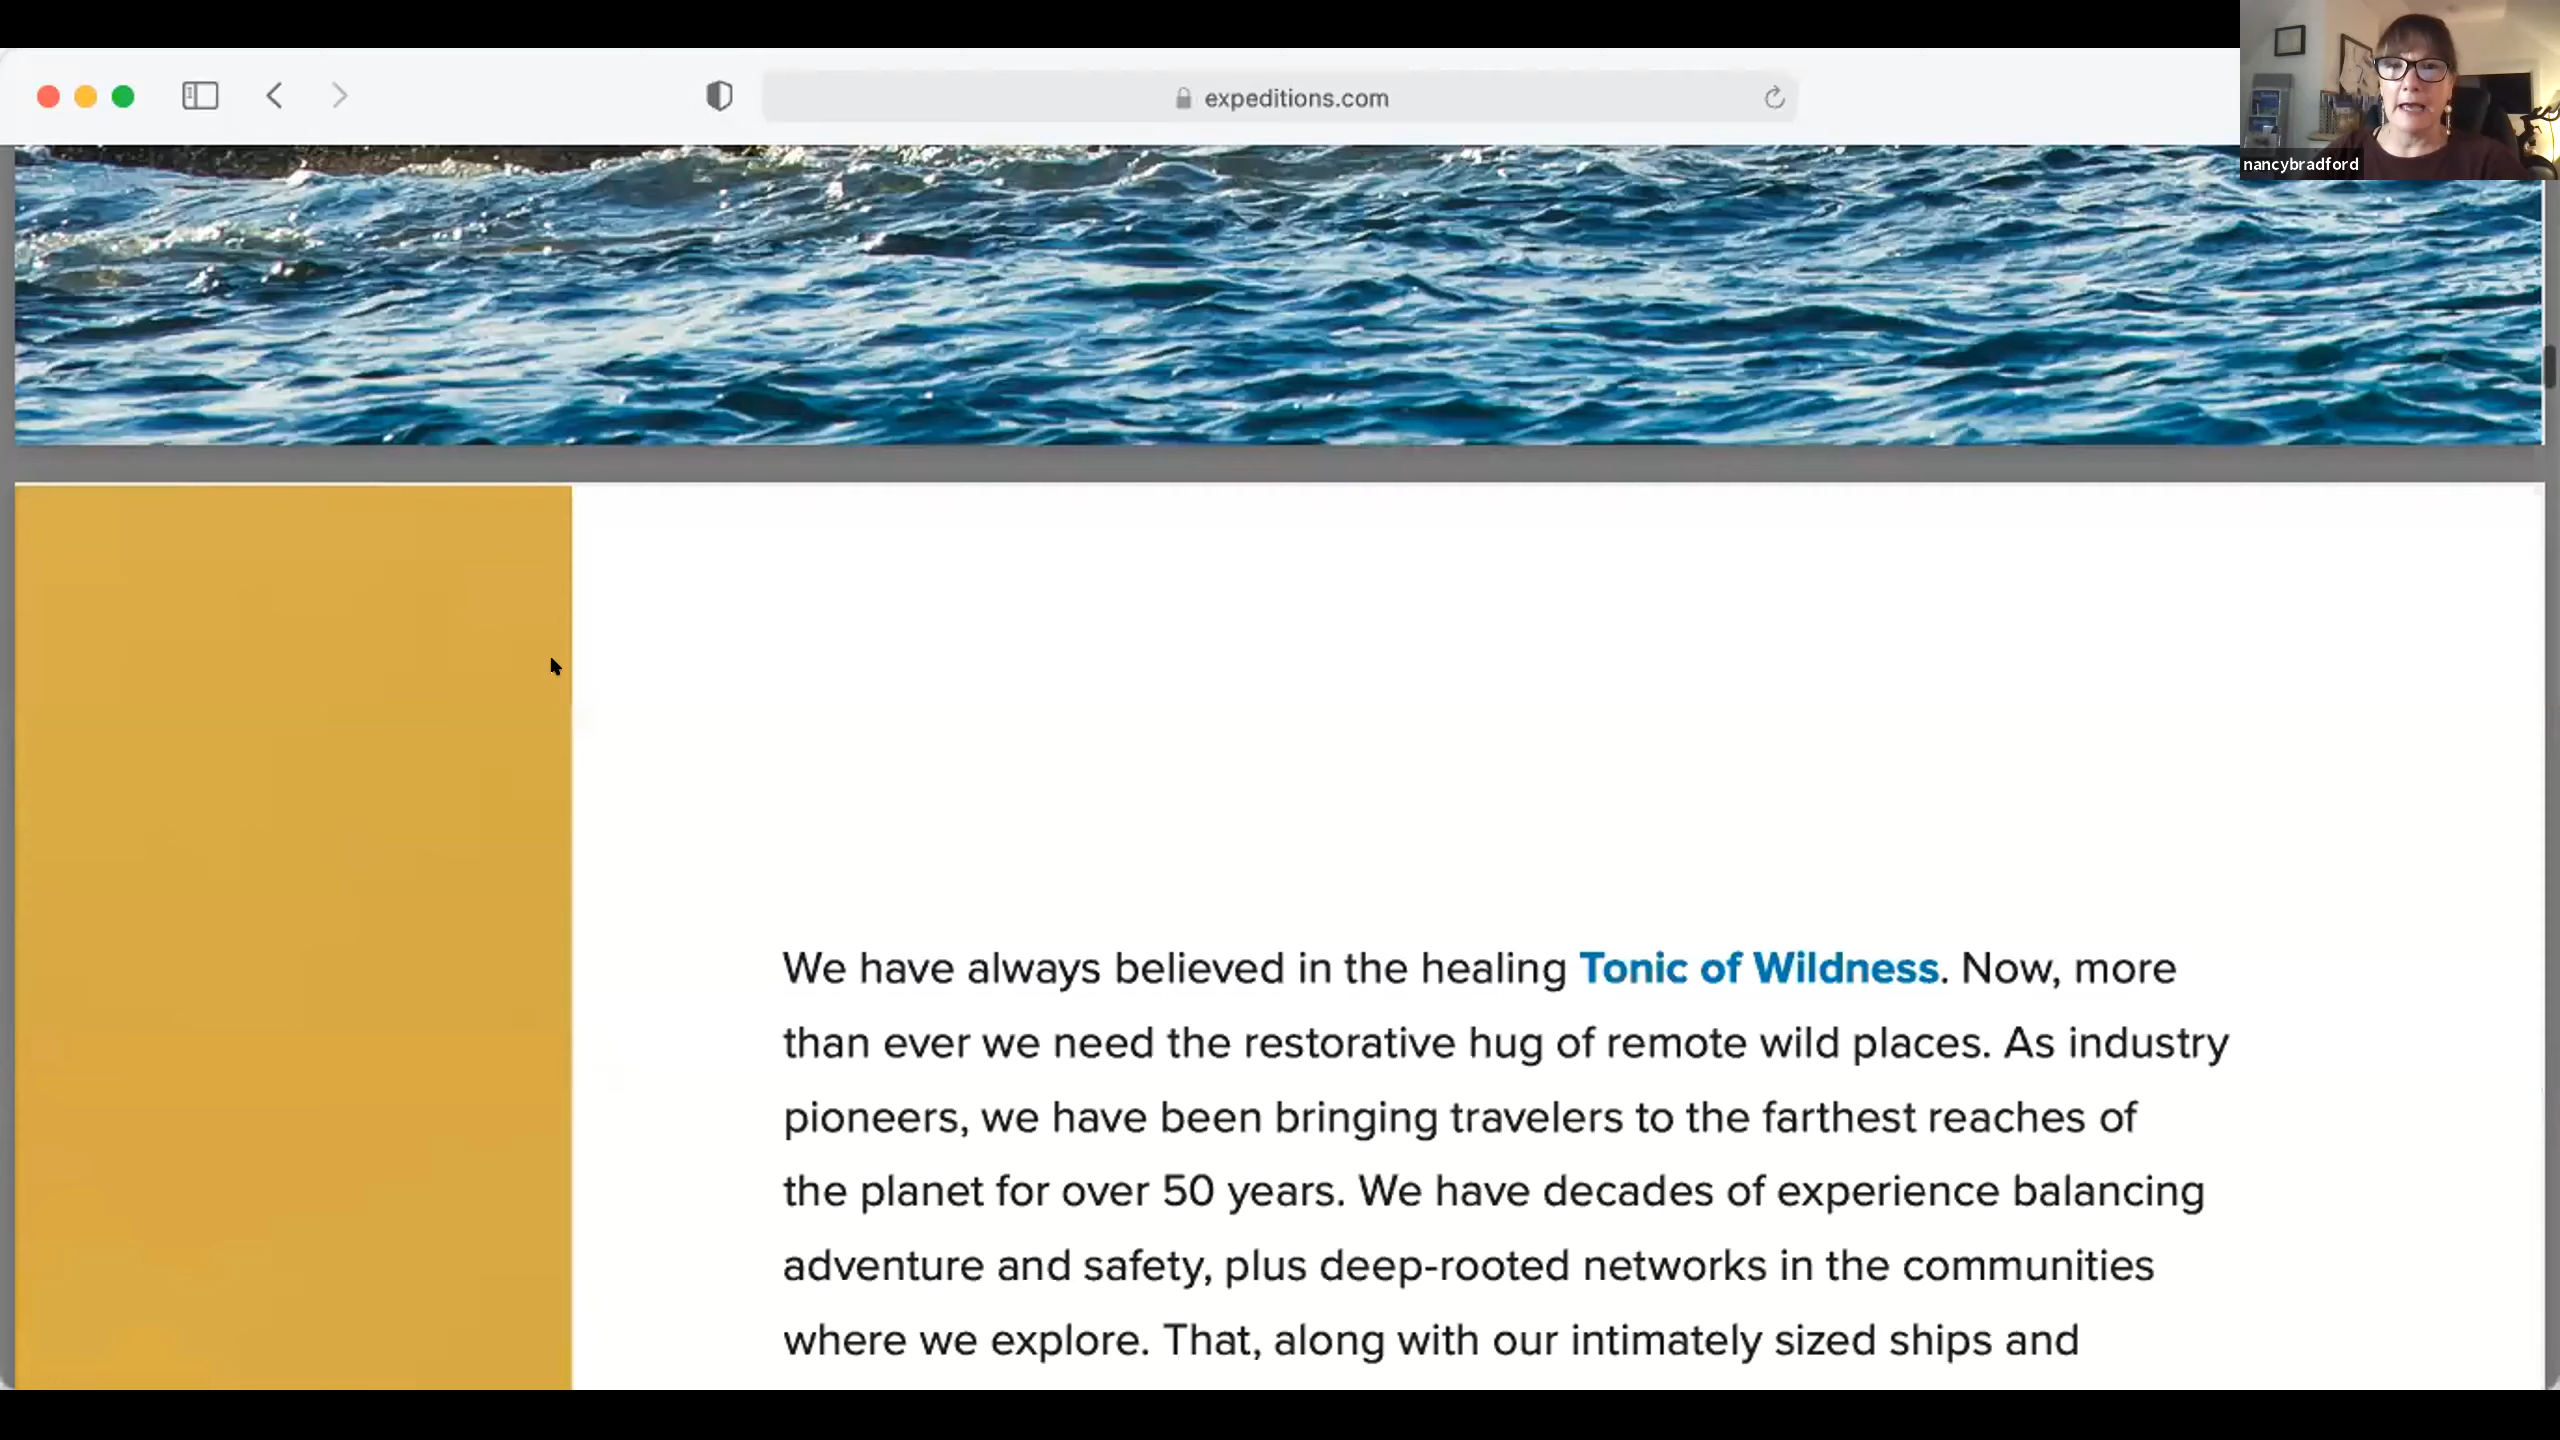 expeditions.com
nancybradford
We have always believed in the healing Tonic of Wildness. Now, more
than ever we need the restorative hug of remote wild places. As industry
pioneers, we have been bringing travelers to the farthest reaches of
the planet for over 50 years. We have decades of experience balancing
adventure and safety, plus deep-rooted networks in the communities
where we explore. That, along with our intimately sized ships and